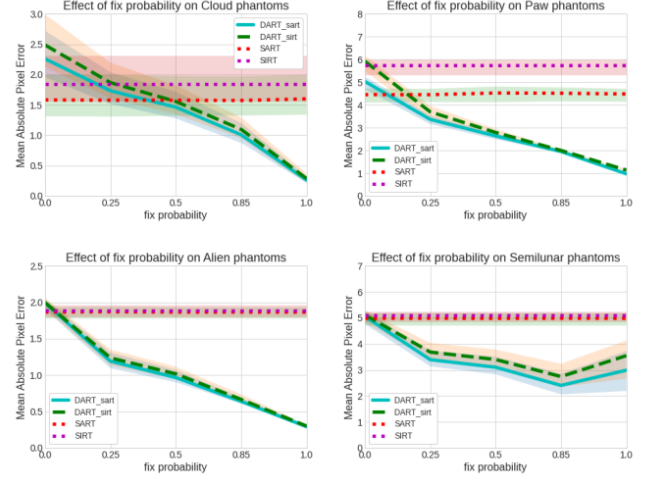 Effect of fix probability on Cloud phantoms
Mean Absolute Pixel Error
3.0
2.5
2.0
1.5
1.0
0.5
0.0
DART_sart
DART_sirt
SART
SIRT
0.0 0.25 0.5 0.85 1.0
fix probability
Effect of fix probability on Paw phantoms
Mean Absolute Pixel Error
8
7
6
5
4
3
2
1
0
DART_sart
DART_sirt
SART
SIRT
0.0 0.25 0.5 0.85 1.0
fix probability
Effect of fix probability on Alien phantoms
Mean Absolute Pixel Error
2.5
2.0
1.5
1.0
0.5
0.0
DART_sart
DART_sirt
SART
SIRT
0.0 0.25 0.5 0.85 1.0
fix probability
Effect of fix probability on Semilunar phantoms
Mean Absolute Pixel Error
7
6
5
4
3
2
1
0
DART_sart
DART_sirt
SART
SIRT
0.0 0.25 0.5 0.85 1.0
fix probability